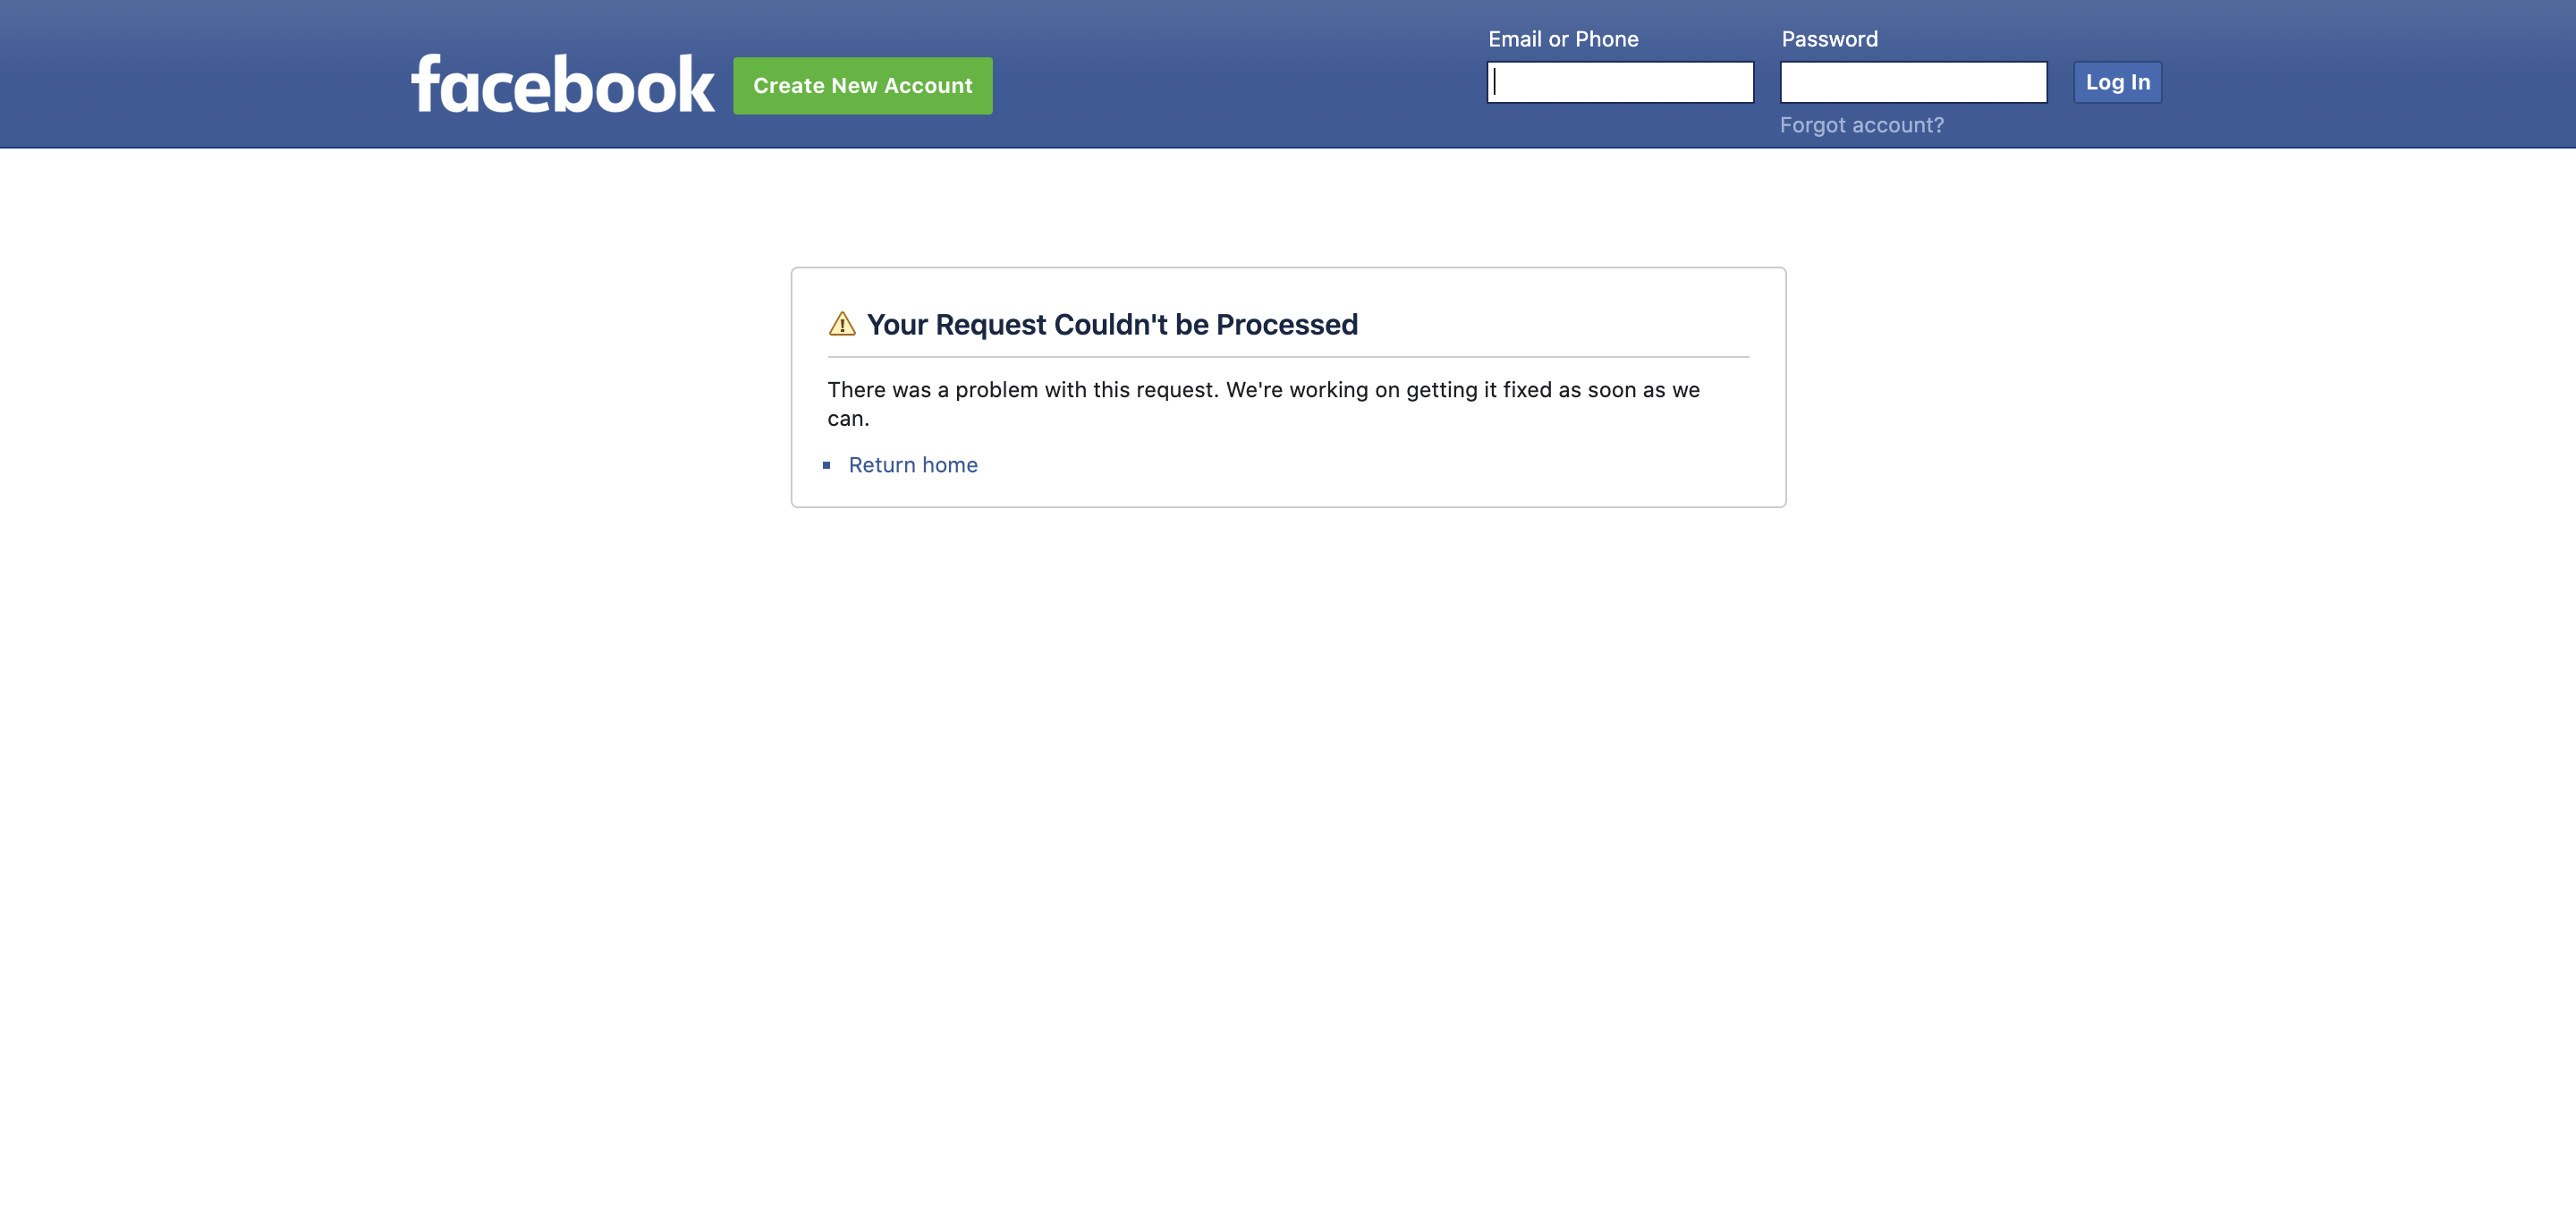 Email or Phone
Password
facebook
Create New Account
Log In
Forgot account?
Your Request Couldn't be Processed
There was a problem with this request. We're working on getting it fixed as soon as we
can.
Return home